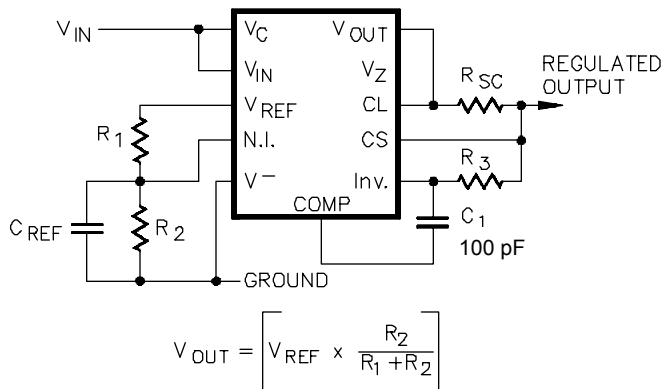 V_IN
V_C
V_IN
V_REF
N.I.
V⁻
COMP
V_OUT
V_Z
CL
CS
Inv.
R_SC
REGULATED
OUTPUT
R_1
R_3
C_REF
R_2
C_1
100 pF
GROUND
V_OUT = [V_REF x R_2 / R_1 + R_2]